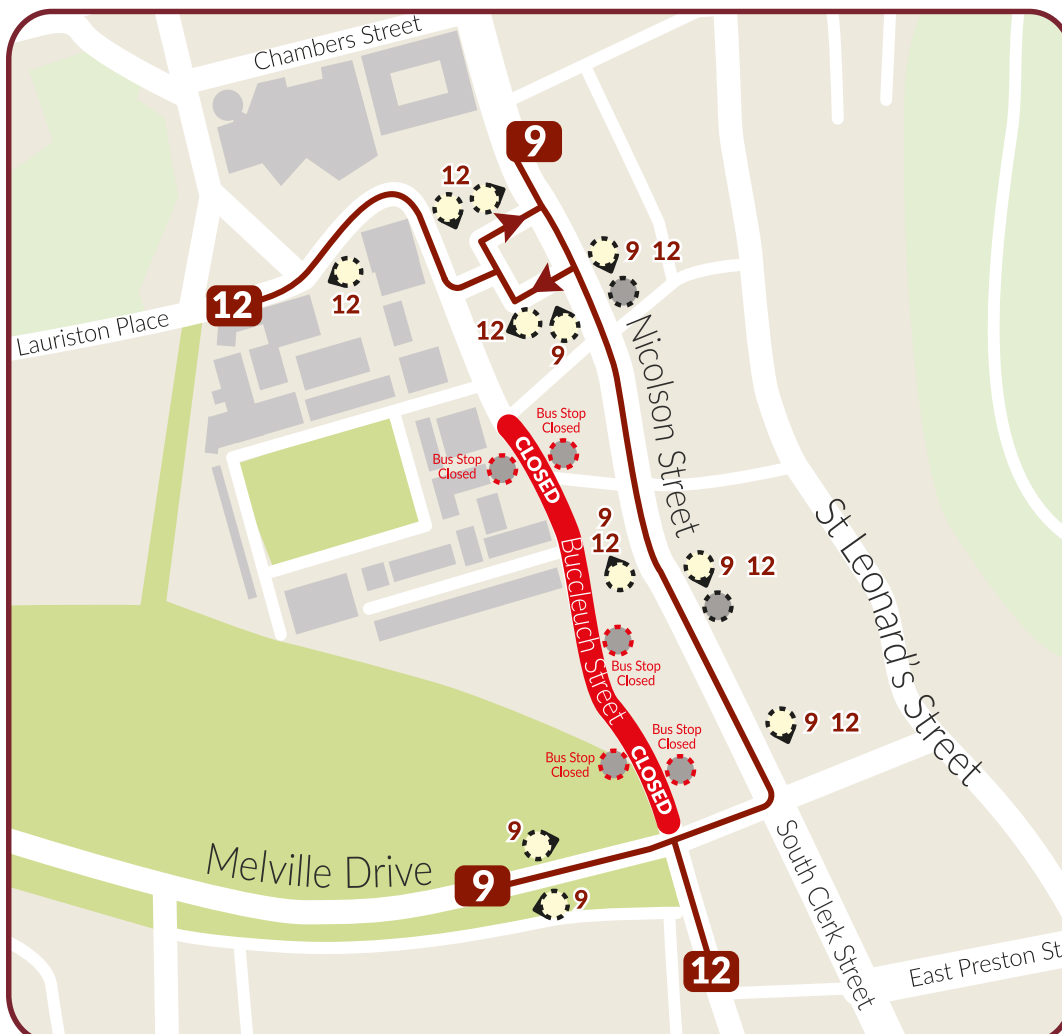 Chambers Street
9
12
9 12
12
12
Lauriston Place
12
9
Nicolson Street
Bus Stop
Closed
Bus Stop
Closed
CLOSED
St Leonard's Street
9
12
9 12
Buccleuch Street
Bus Stop
Closed
9 12
Bus Stop
Closed
Bus Stop
Closed
CLOSED
9
Melville Drive
9
9
South Clerk Street
12
East Preston St